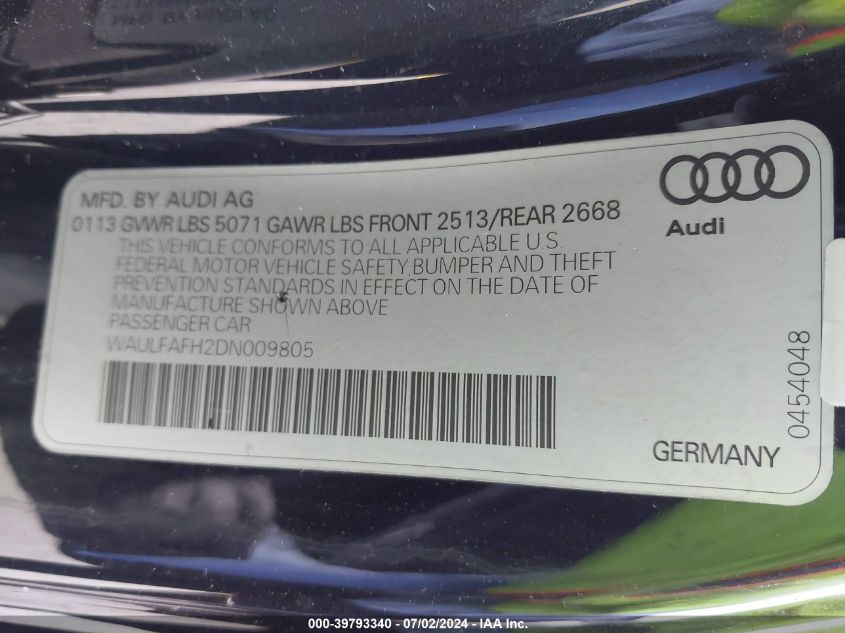 MFD. BY AUDI AG
0113 GVWR LBS 5071 GAWR LBS FRONT 2513/REAR 2668
THIS VEHICLE CONFORMS TO ALL APPLICABLE U.S.
FEDERAL MOTOR VEHICLE SAFETY, BUMPER AND THEFT
PREVENTION STANDARDS IN EFFECT ON THE DATE OF
MANUFACTURE SHOWN ABOVE
PASSENGER CAR
WAULFAFH2DN009805
Audi
GERMANY
0454048
000-39793340 - 07/02/2024 - IAA Inc.